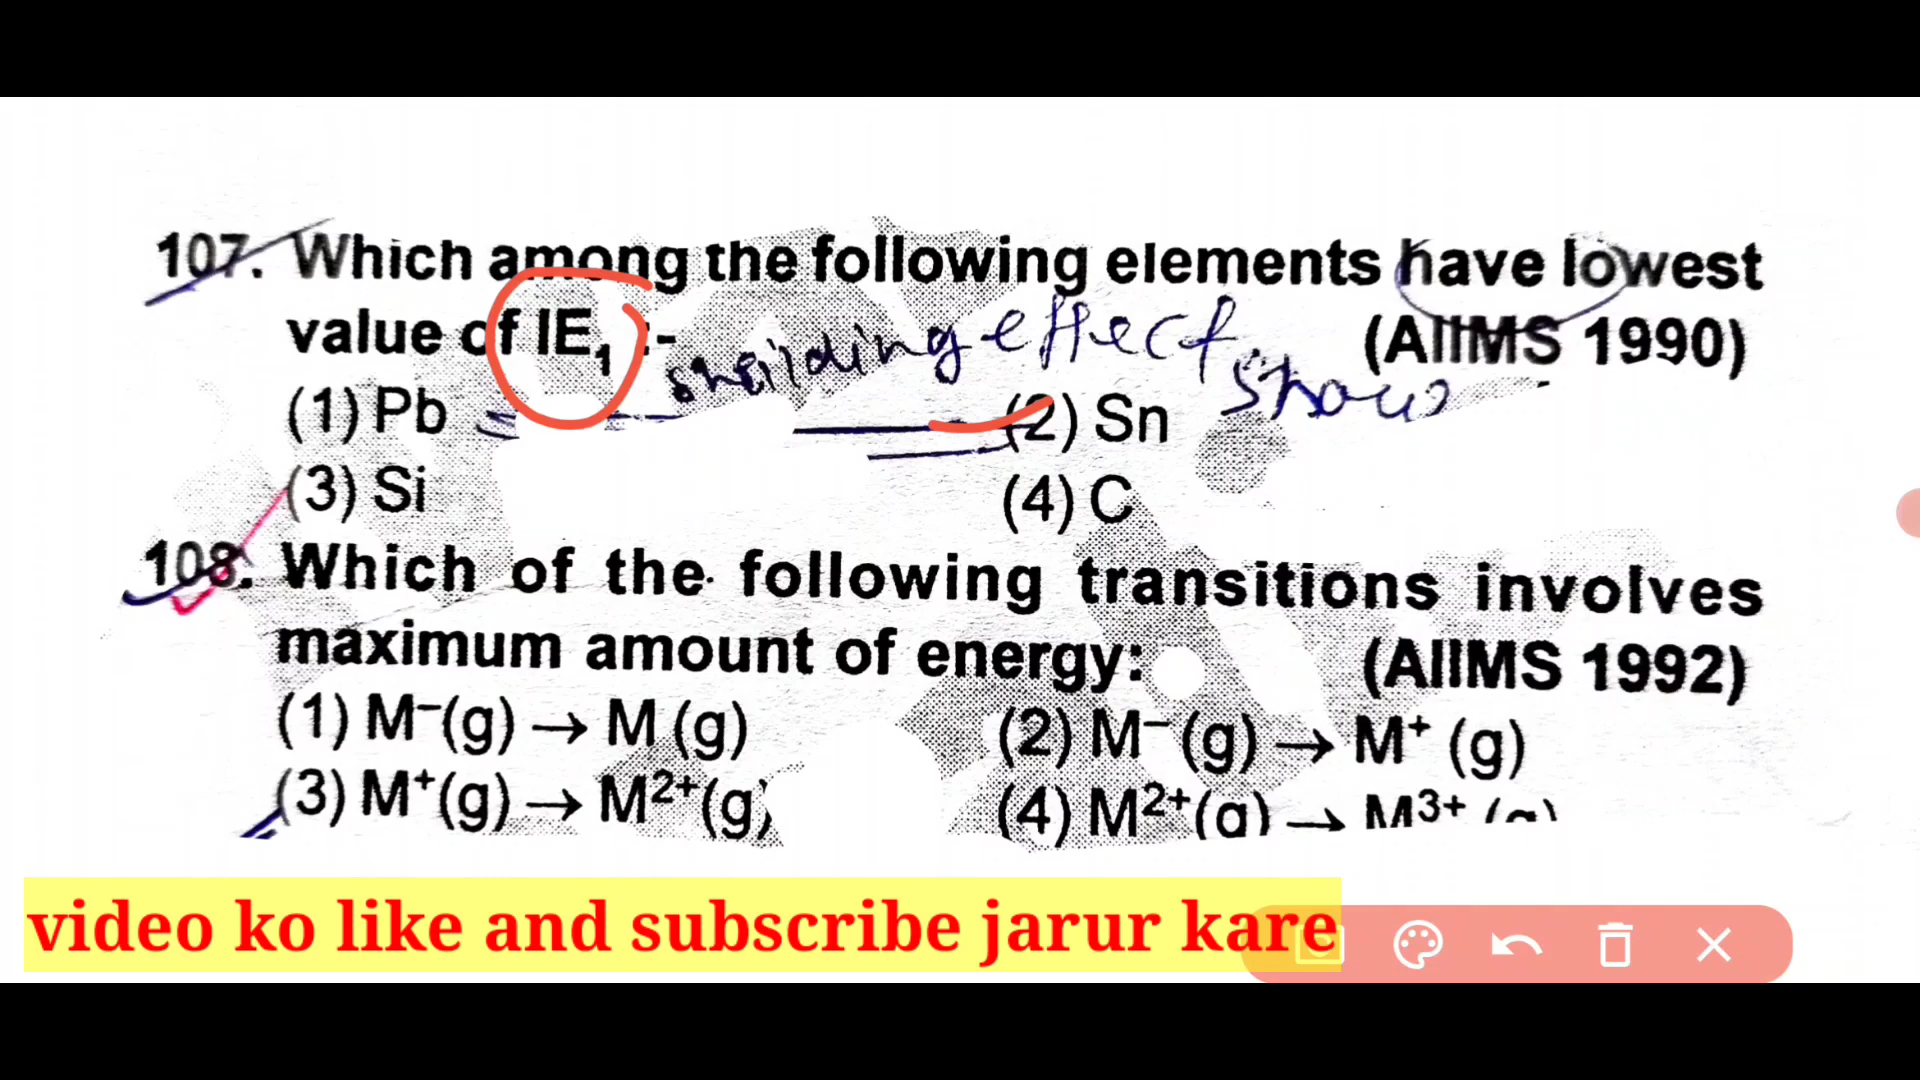 107. Which among the following elements have lowest
value of IE₁ :- (AIIMS 1990)
sheilding effect show
(1) Pb (2) Sn
(3) Si (4) C
108. Which of the following transitions involves
maximum amount of energy: (AIIMS 1992)
(1) M⁻(g) → M (g) (2) M⁻ (g) → M⁺ (g)
(3) M⁺(g) → M²⁺(g) (4) M²⁺(g) → M³⁺ (g)
video ko like and subscribe jarur kare